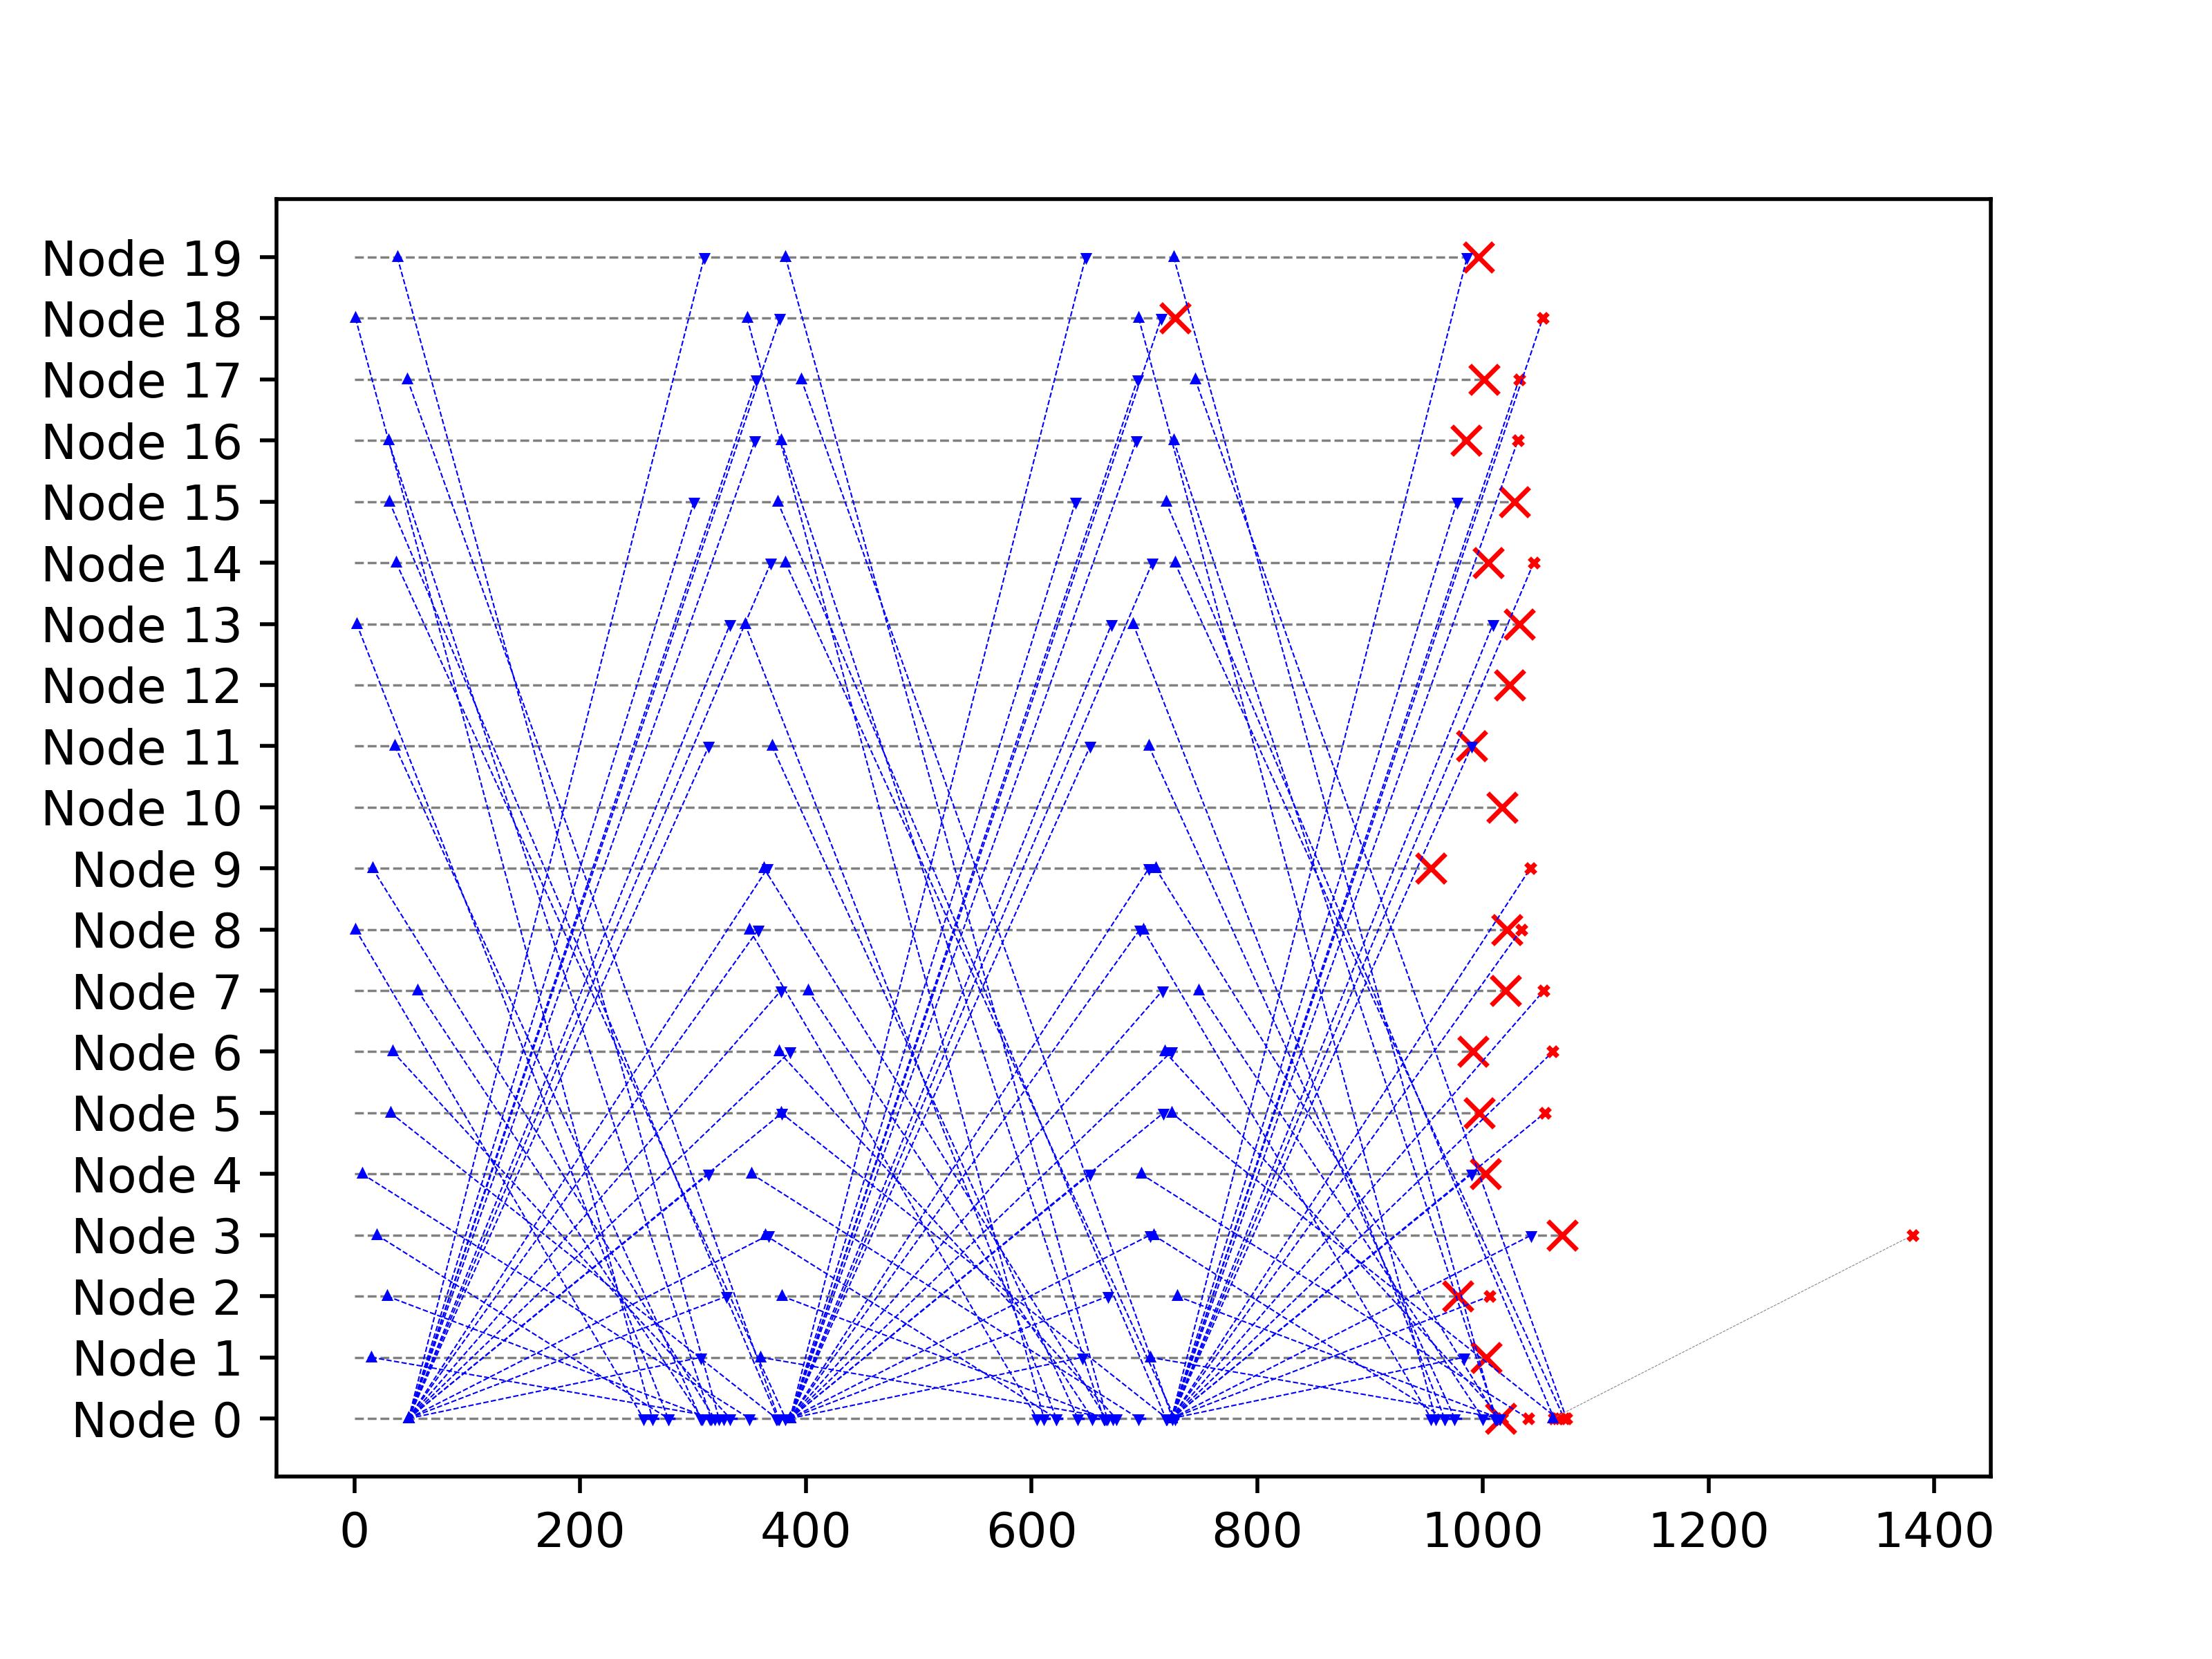 Node 19
Node 18
Node 17
Node 16
Node 15
Node 14
Node 13
Node 12
Node 11
Node 10
Node 9
Node 8
Node 7
Node 6
Node 5
Node 4
Node 3
Node 2
Node 1
Node 0
0 200 400 600 800 1000 1200 1400